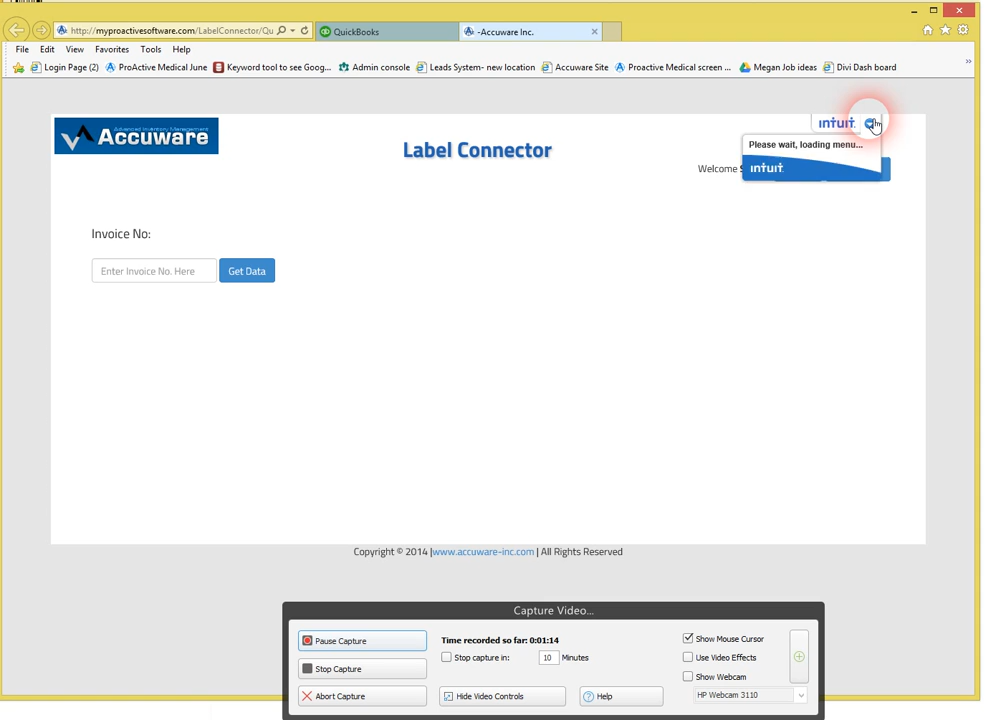 http://myproactivesoftware.com/LabelConnector/Qu
QuickBooks
-Accuware Inc.
File Edit View Favorites Tools Help
Login Page (2) ProActive Medical June Keyword tool to see Goog... Admin console Leads System- new location Accuware Site Proactive Medical screen ... Megan Job ideas Divi Dash board
Advanced Inventory Management
Accuware
Label Connector
intuit
Please wait, loading menu...
intuit
Welcome
Invoice No:
Enter Invoice No. Here
Get Data
Copyright © 2014 |www.accuware-inc.com | All Rights Reserved
Capture Video...
Pause Capture
Time recorded so far: 0:01:14
Show Mouse Cursor
Stop capture in: 10 Minutes
Use Video Effects
Stop Capture
Show Webcam
Abort Capture
Hide Video Controls
Help
HP Webcam 3110